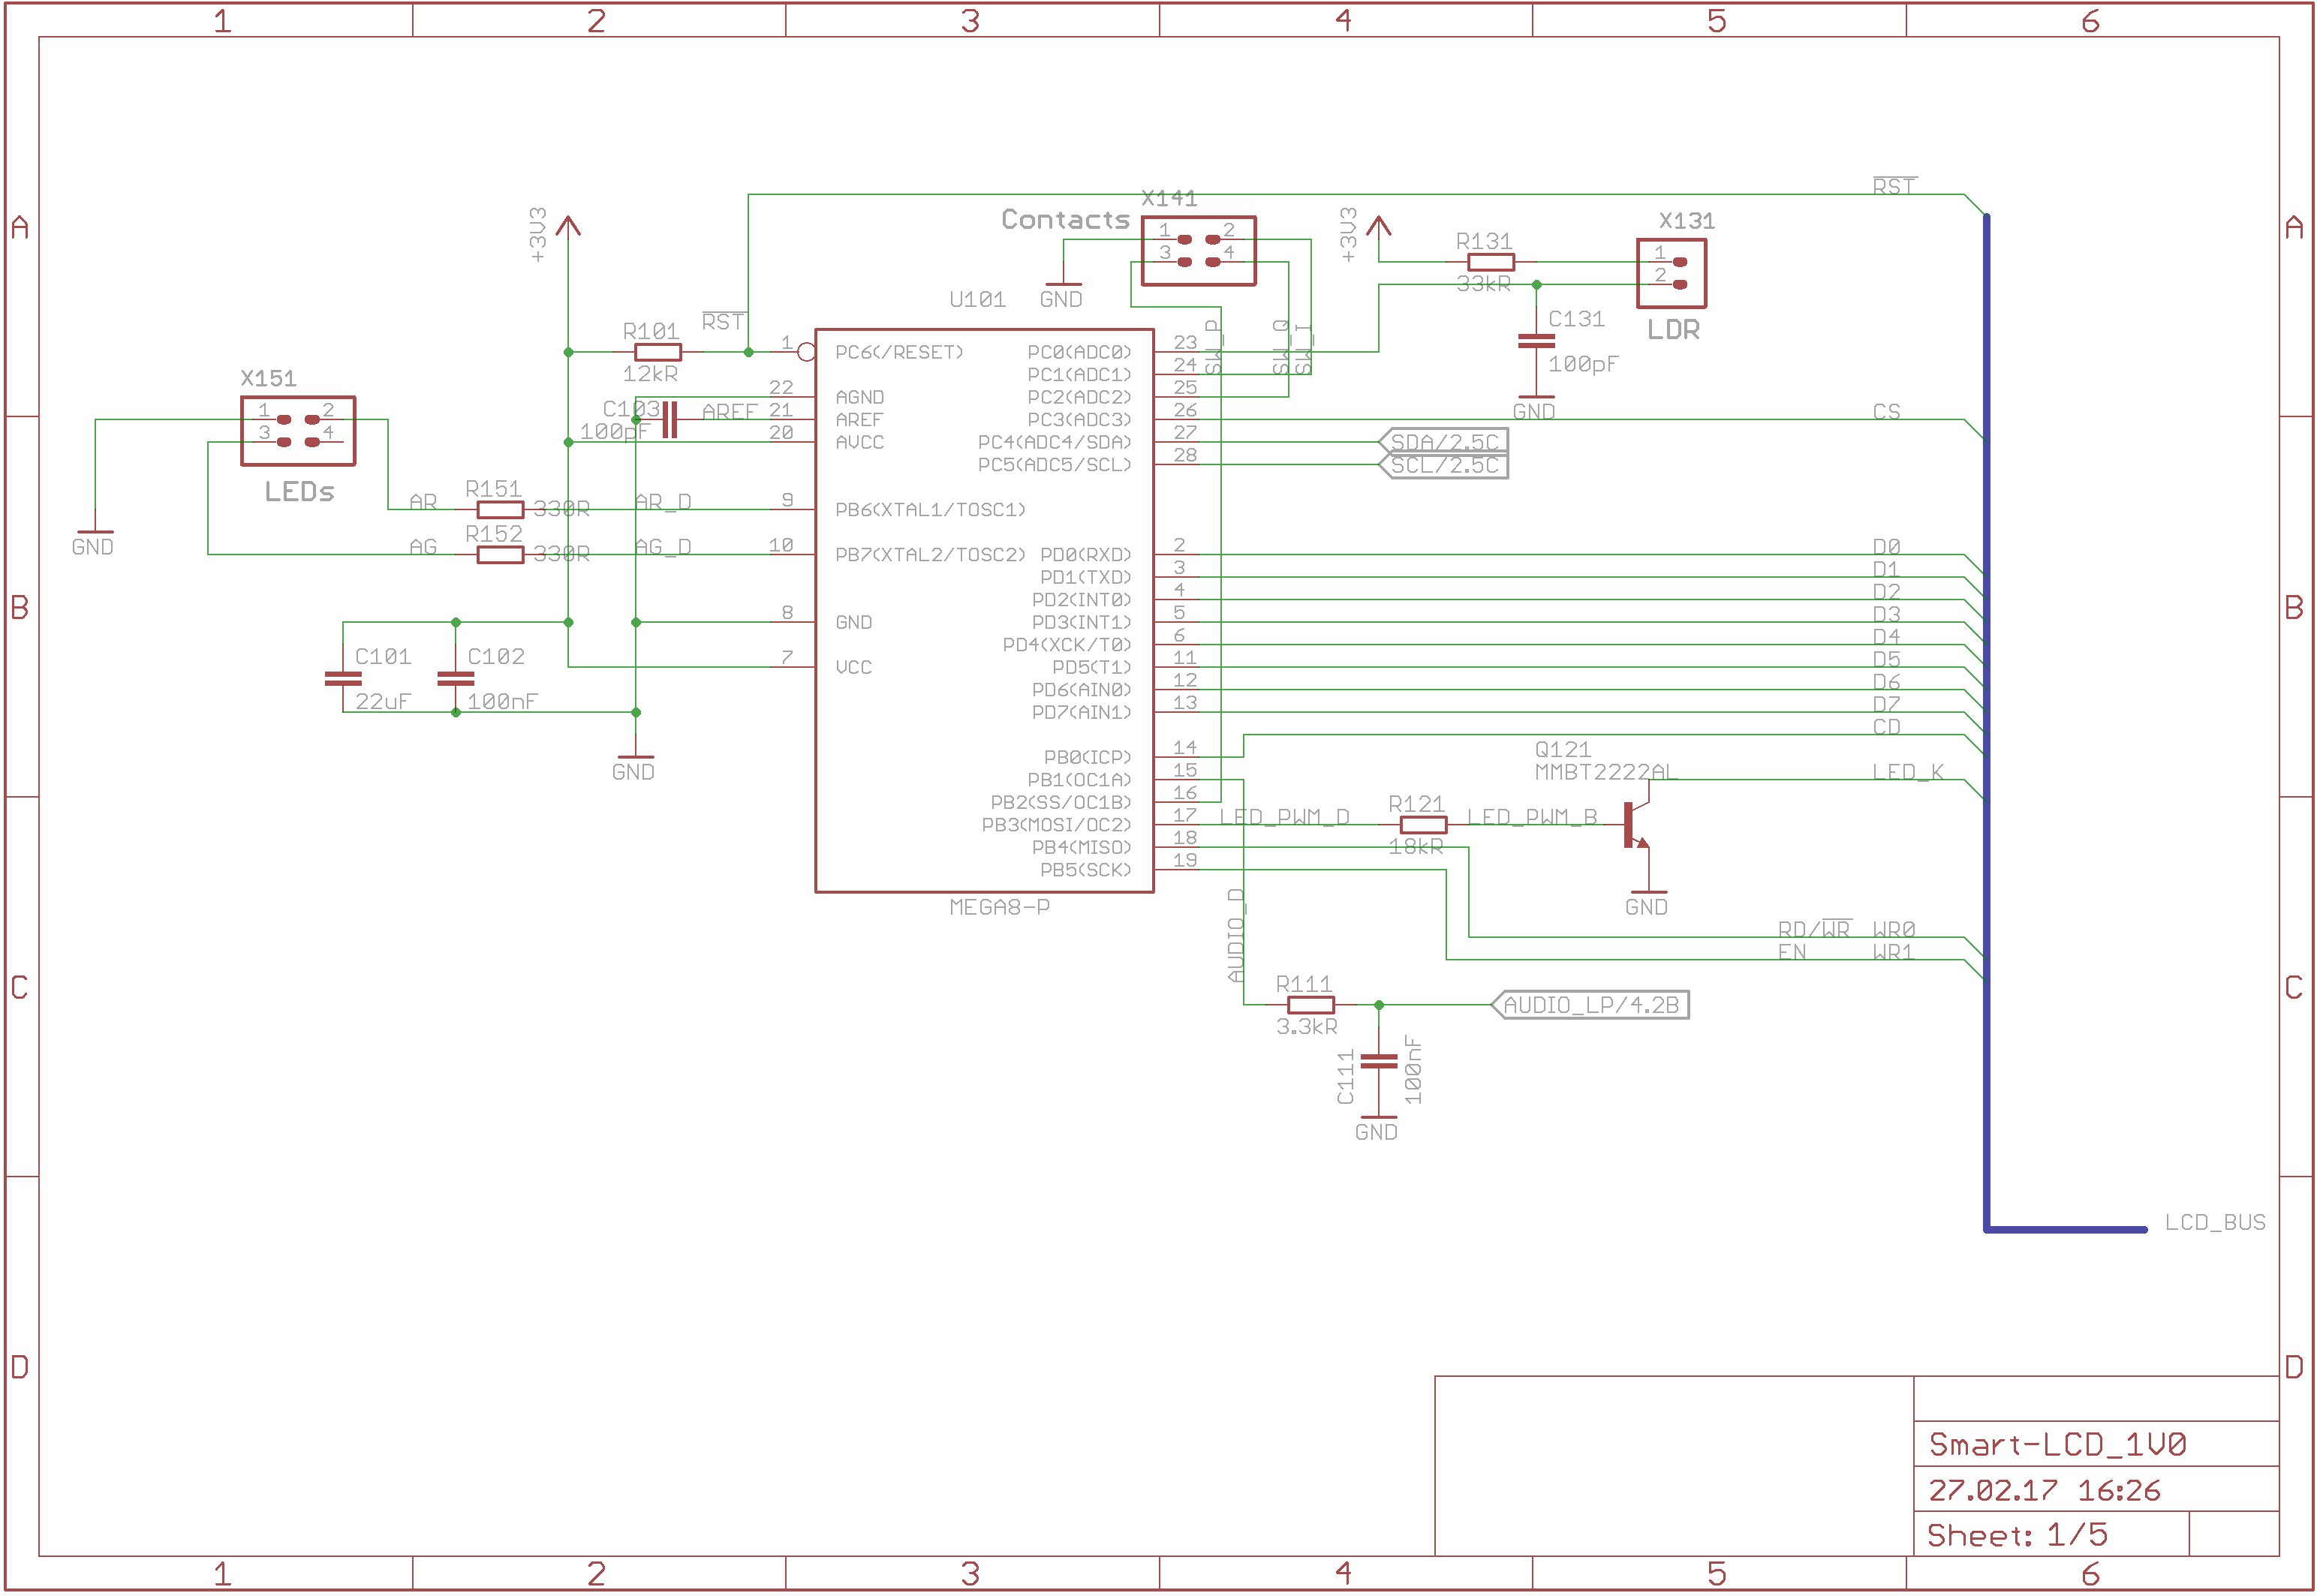 1 2 3 4 5 6
A A
B B
C C
D D
RST
X141
Contacts
1 2
3 4
GND
+3V3
+3V3
R131
33kR
X131
1
2
LDR
C131
100pF
GND
U101
RST
R101
12kR
C103
100pF
AREF
X151
1 2
3 4
LEDs
GND
AR
R151
330R
AR_D
AG
R152
330R
AG_D
C101
22uF
C102
100nF
GND
1 PC6(/RESET)
22 AGND
21 AREF
20 AVCC
9 PB6(XTAL1/TOSC1)
10 PB7(XTAL2/TOSC2)
8 GND
7 VCC
PC0(ADC0) 23
PC1(ADC1) 24
PC2(ADC2) 25
PC3(ADC3) 26
PC4(ADC4/SDA) 27
PC5(ADC5/SCL) 28
PD0(RXD) 2
PD1(TXD) 3
PD2(INT0) 4
PD3(INT1) 5
PD4(XCK/T0) 6
PD5(T1) 11
PD6(AIN0) 12
PD7(AIN1) 13
PB0(ICP) 14
PB1(OC1A) 15
PB2(SS/OC1B) 16
PB3(MOSI/OC2) 17
PB4(MISO) 18
PB5(SCK) 19
MEGA8-P
SW_P
SW_Q
SW_I
CS
SDA/2.5C
SCL/2.5C
D0
D1
D2
D3
D4
D5
D6
D7
CD
Q121
MMBT2222AL
LED_K
LED_PWM_D
R121
18kR
LED_PWM_B
GND
RD/WR WR0
EN WR1
AUDIO_D
R111
3.3kR
AUDIO_LP/4.2B
C111
100nF
GND
LCD_BUS
Smart-LCD_1V0
27.02.17 16:26
Sheet: 1/5
1 2 3 4 5 6